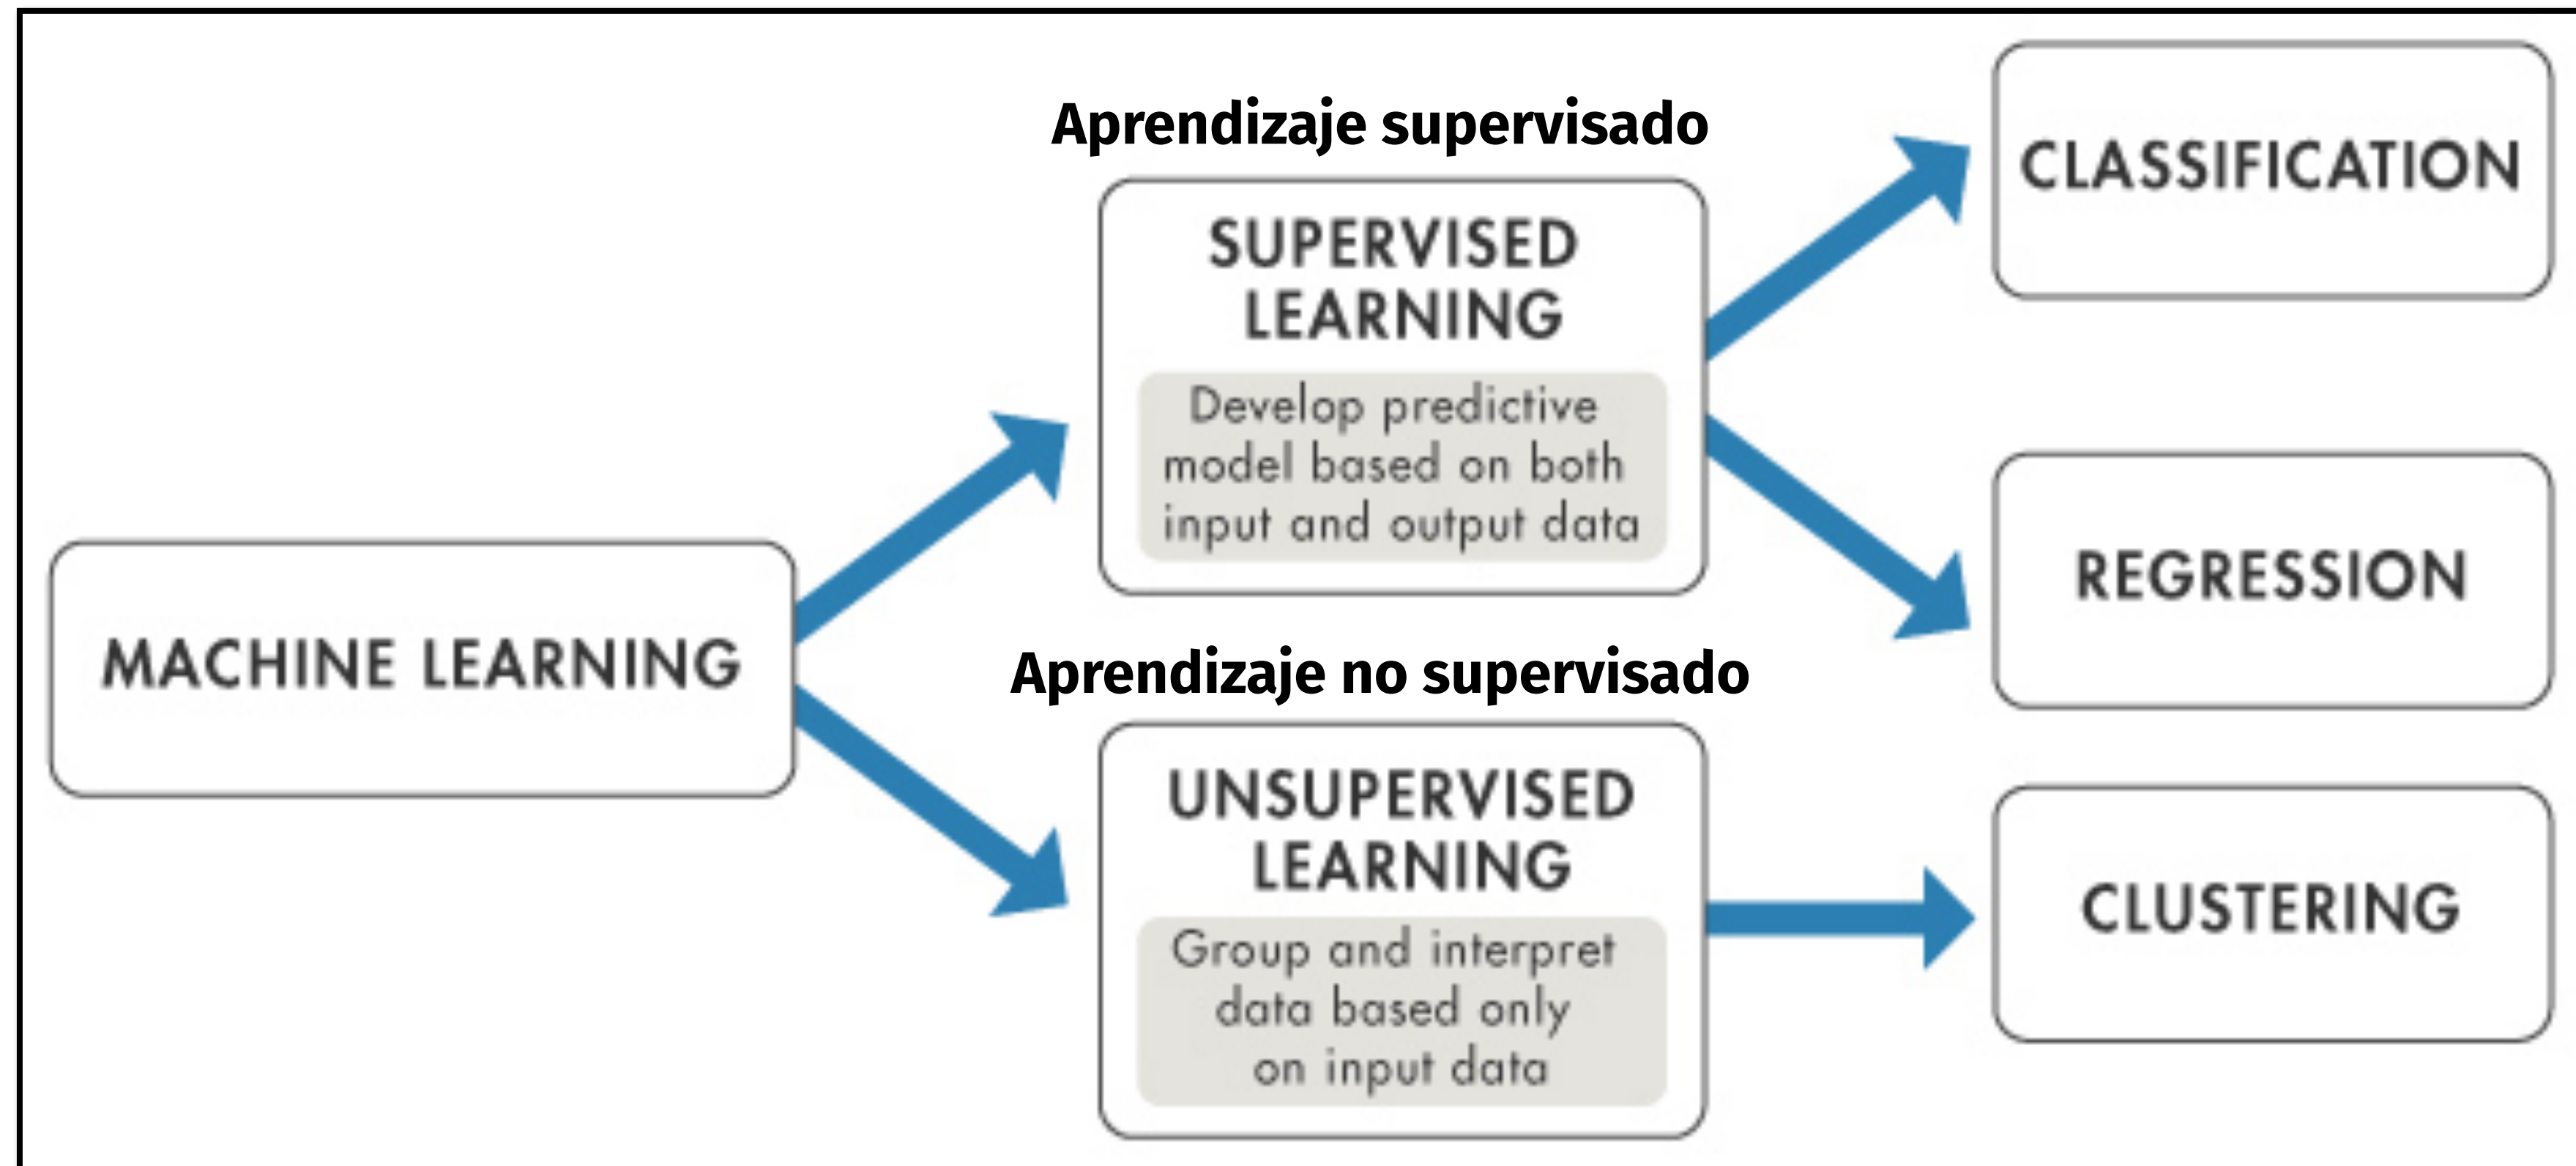 MACHINE LEARNING
Aprendizaje supervisado
SUPERVISED
LEARNING
Develop predictive
model based on both
input and output data
Aprendizaje no supervisado
UNSUPERVISED
LEARNING
Group and interpret
data based only
on input data
CLASSIFICATION
REGRESSION
CLUSTERING